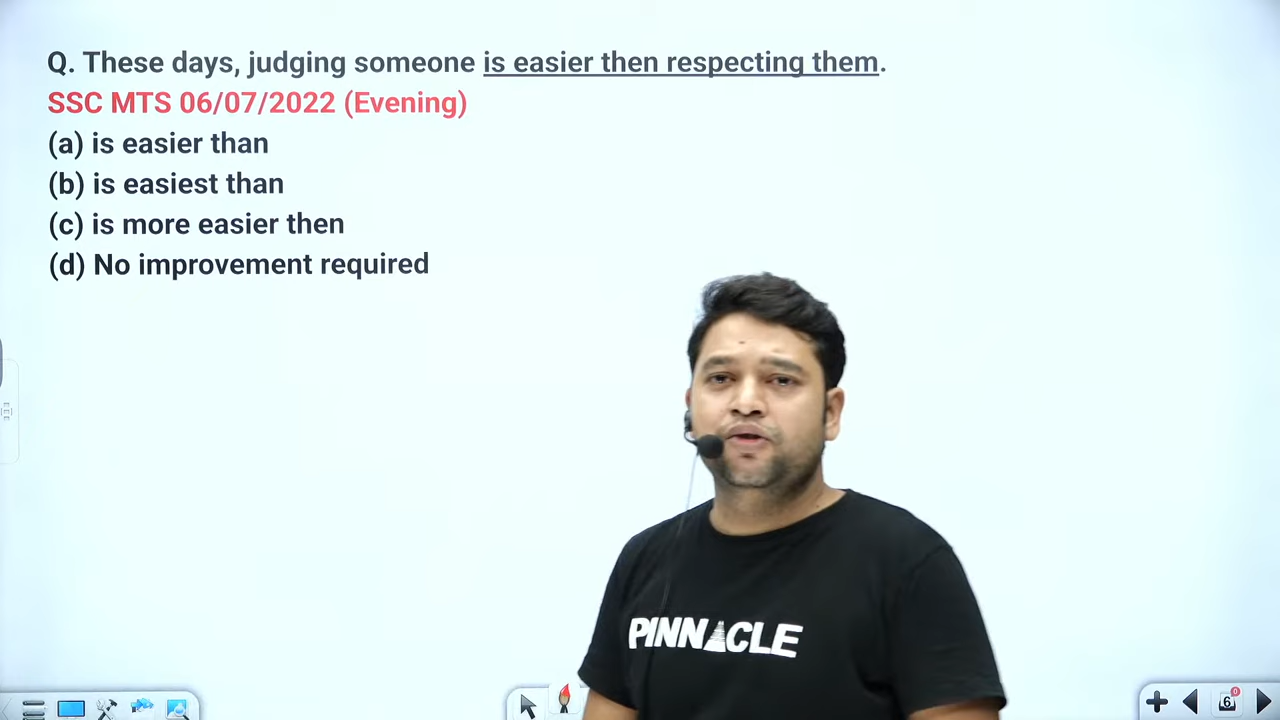 Q. These days, judging someone is easier then respecting them.
SSC MTS 06/07/2022 (Evening)
(a) is easier than
(b) is easiest than
(c) is more easier then
(d) No improvement required
PINNACLE
6
0